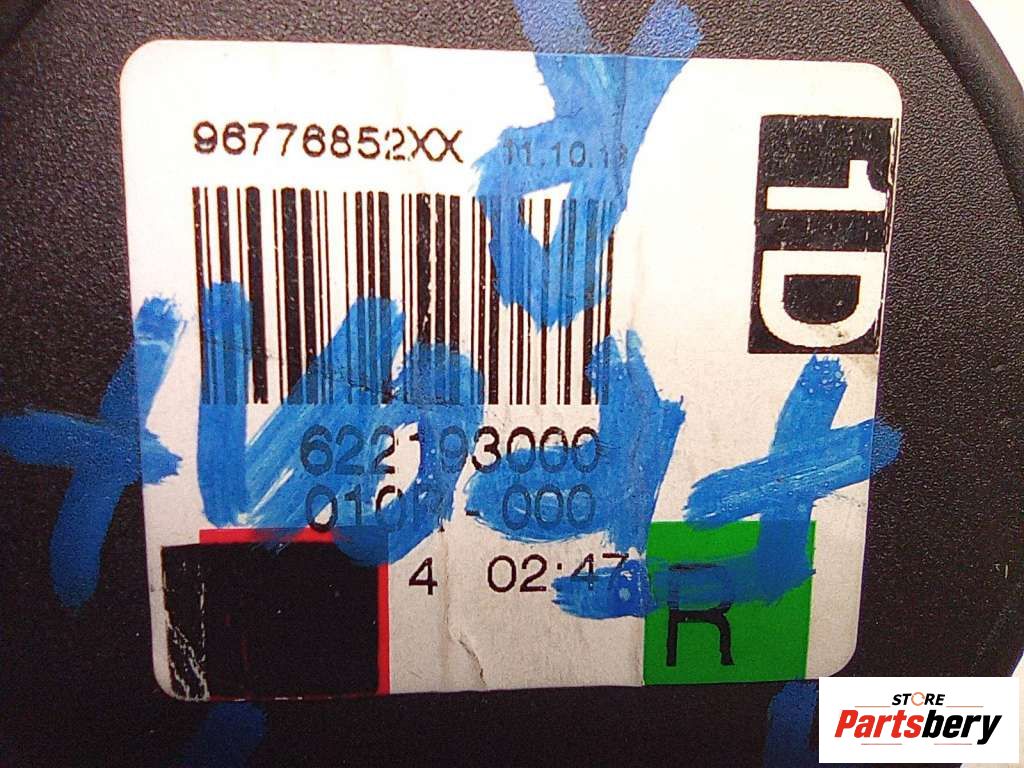 96776852XX
1D
622193000
4 02:47
R
STORE
Partsbery